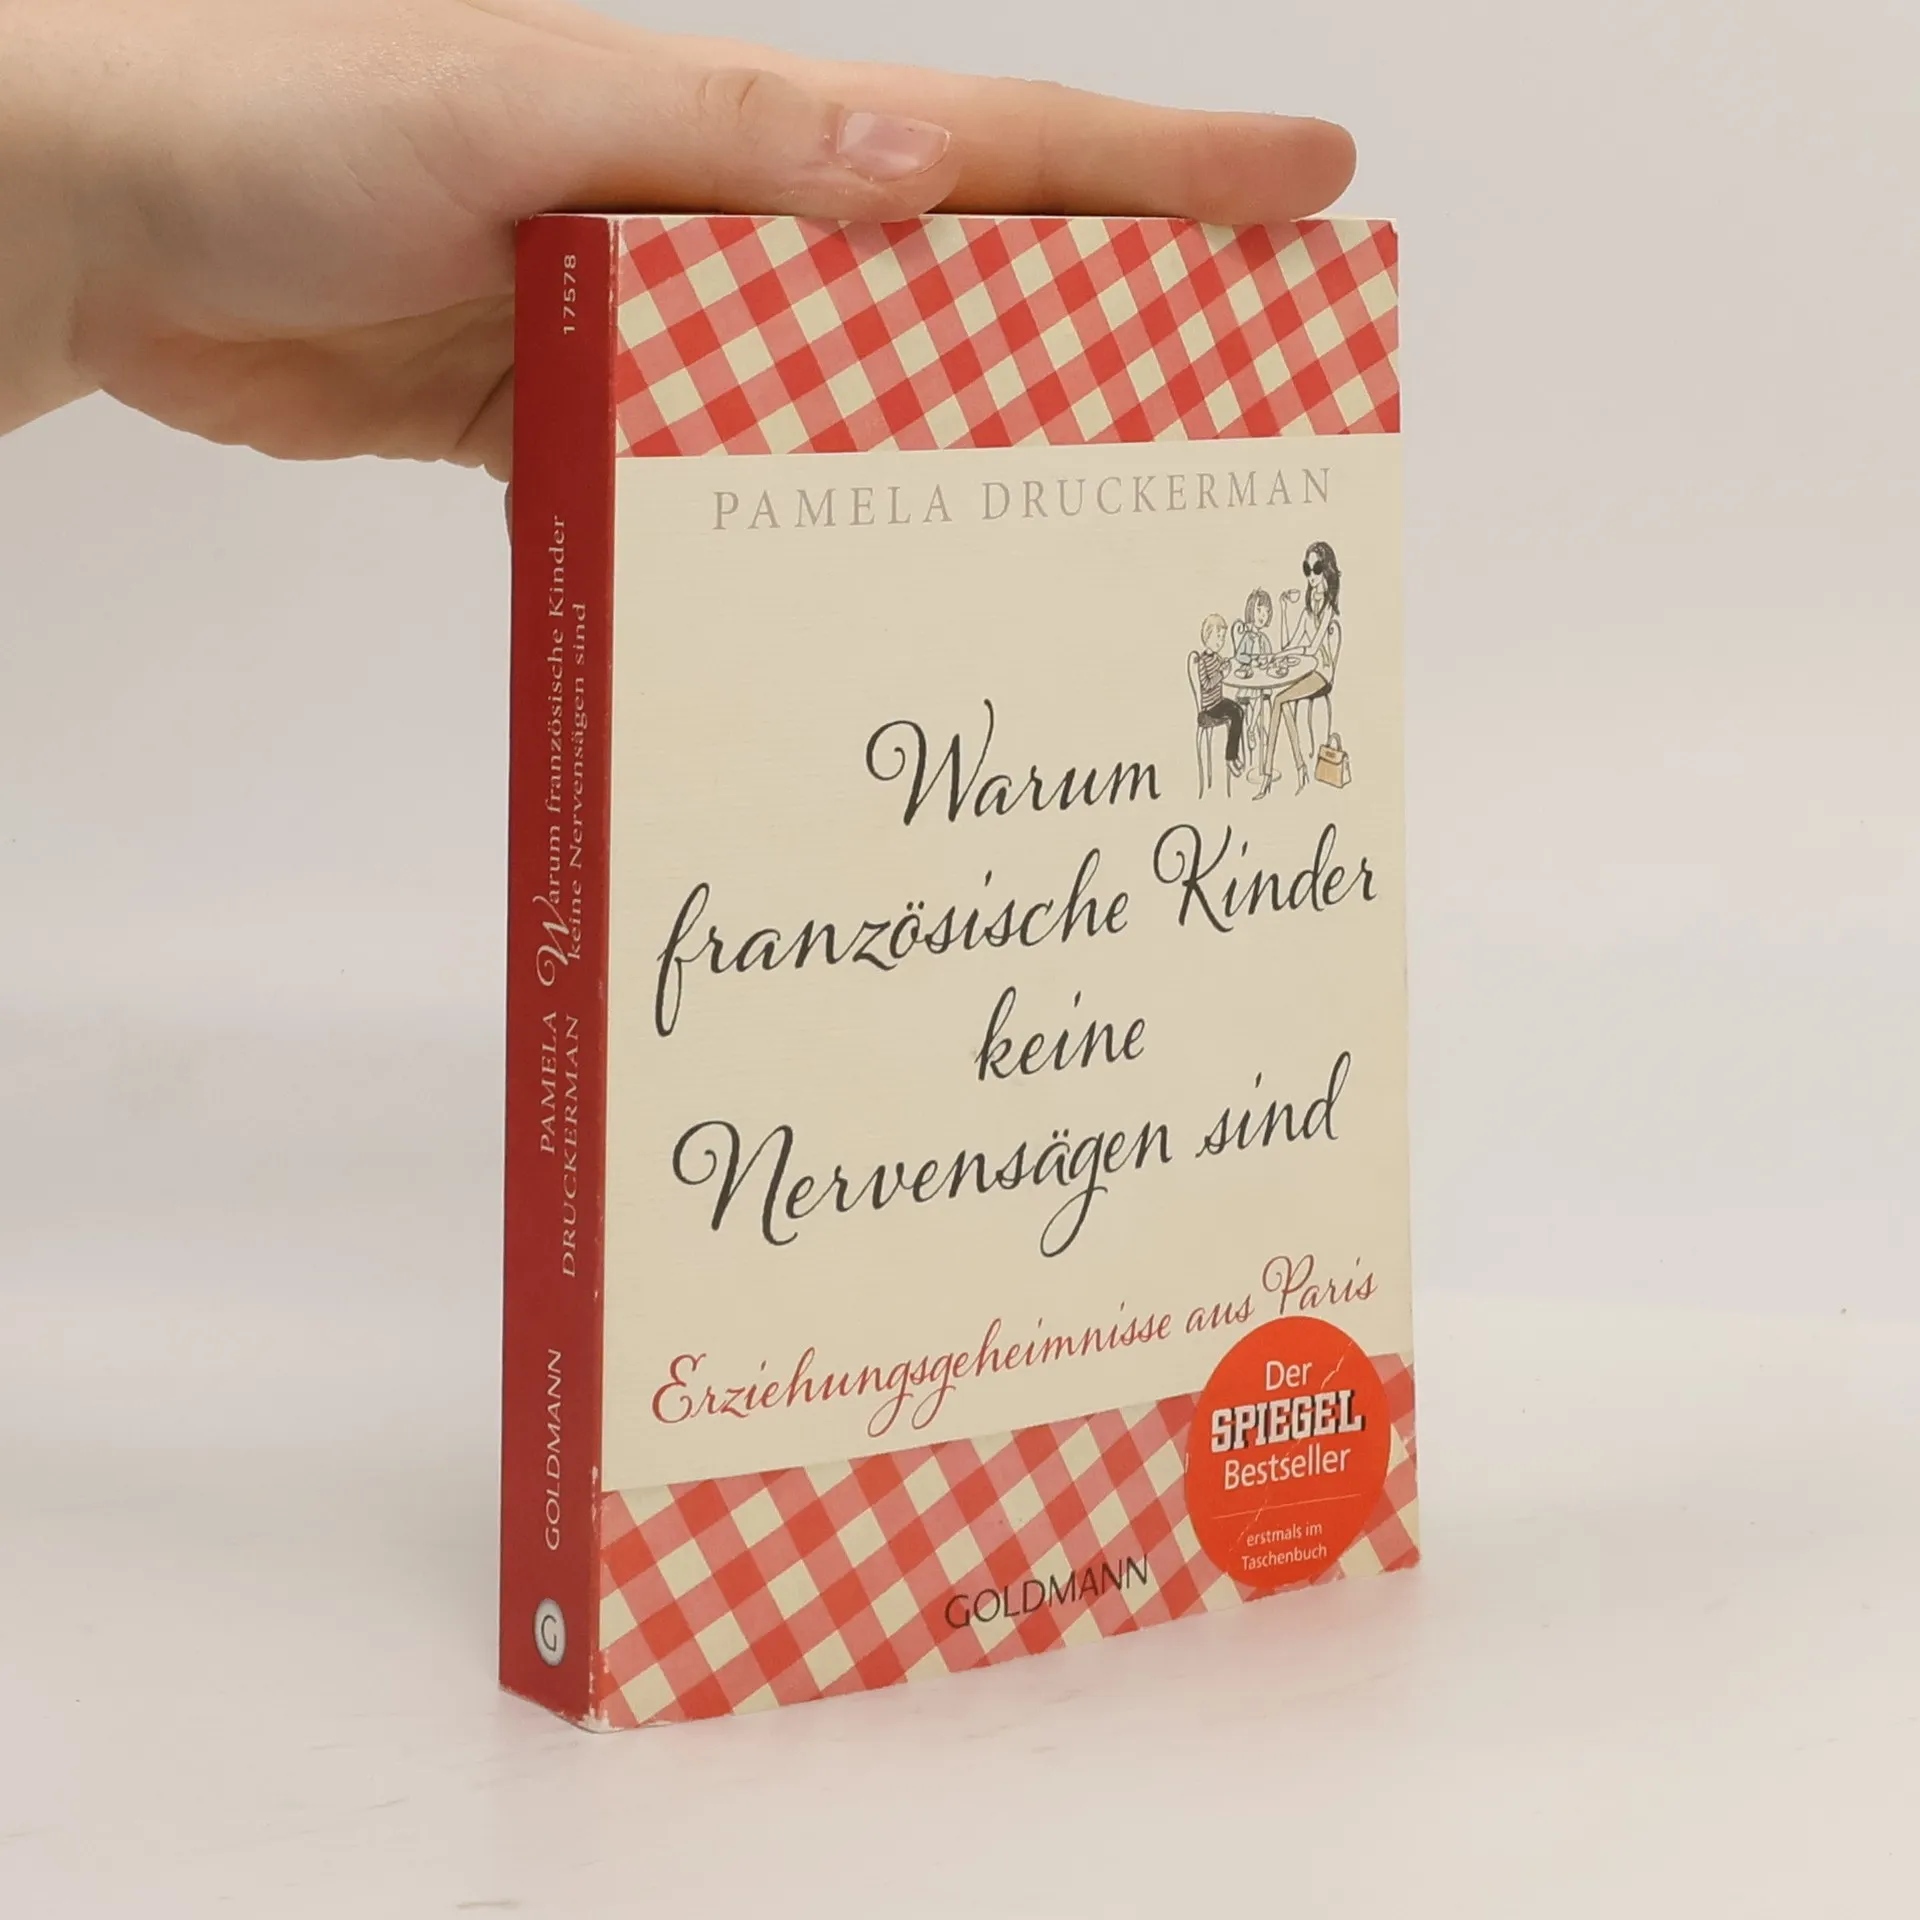 17578
PAMELA
DRUCKERMAN
Warum französische Kinder
keine Nervensägen sind
GOLDMANN
G
PAMELA DRUCKERMAN
Warum
französische Kinder
keine
Nervensägen sind
Erziehungsgeheimnisse aus Paris
Der
SPIEGEL
Bestseller
erstmals im
Taschenbuch
GOLDMANN